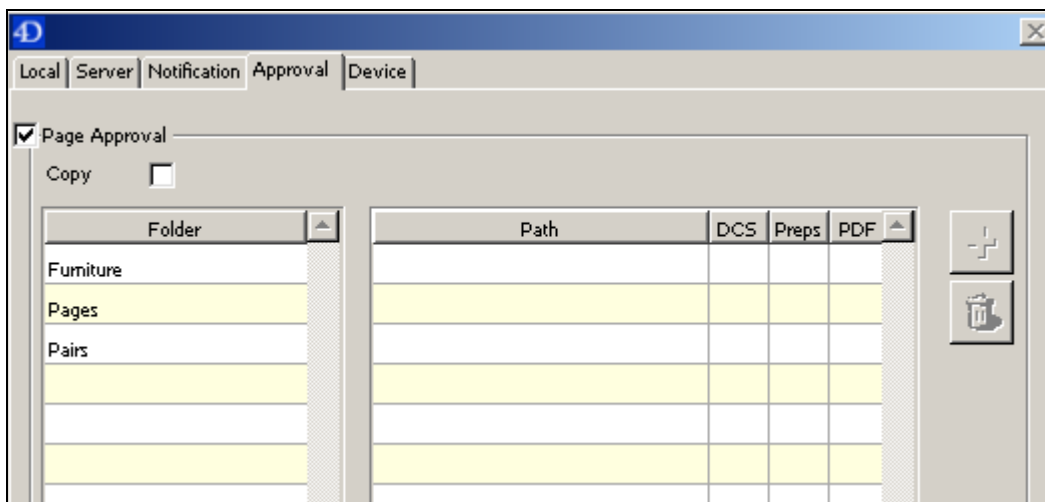 4D
Local Server Notification Approval Device
Page Approval
Copy
Folder Path DCS Preps PDF
Furniture
Pages
Pairs